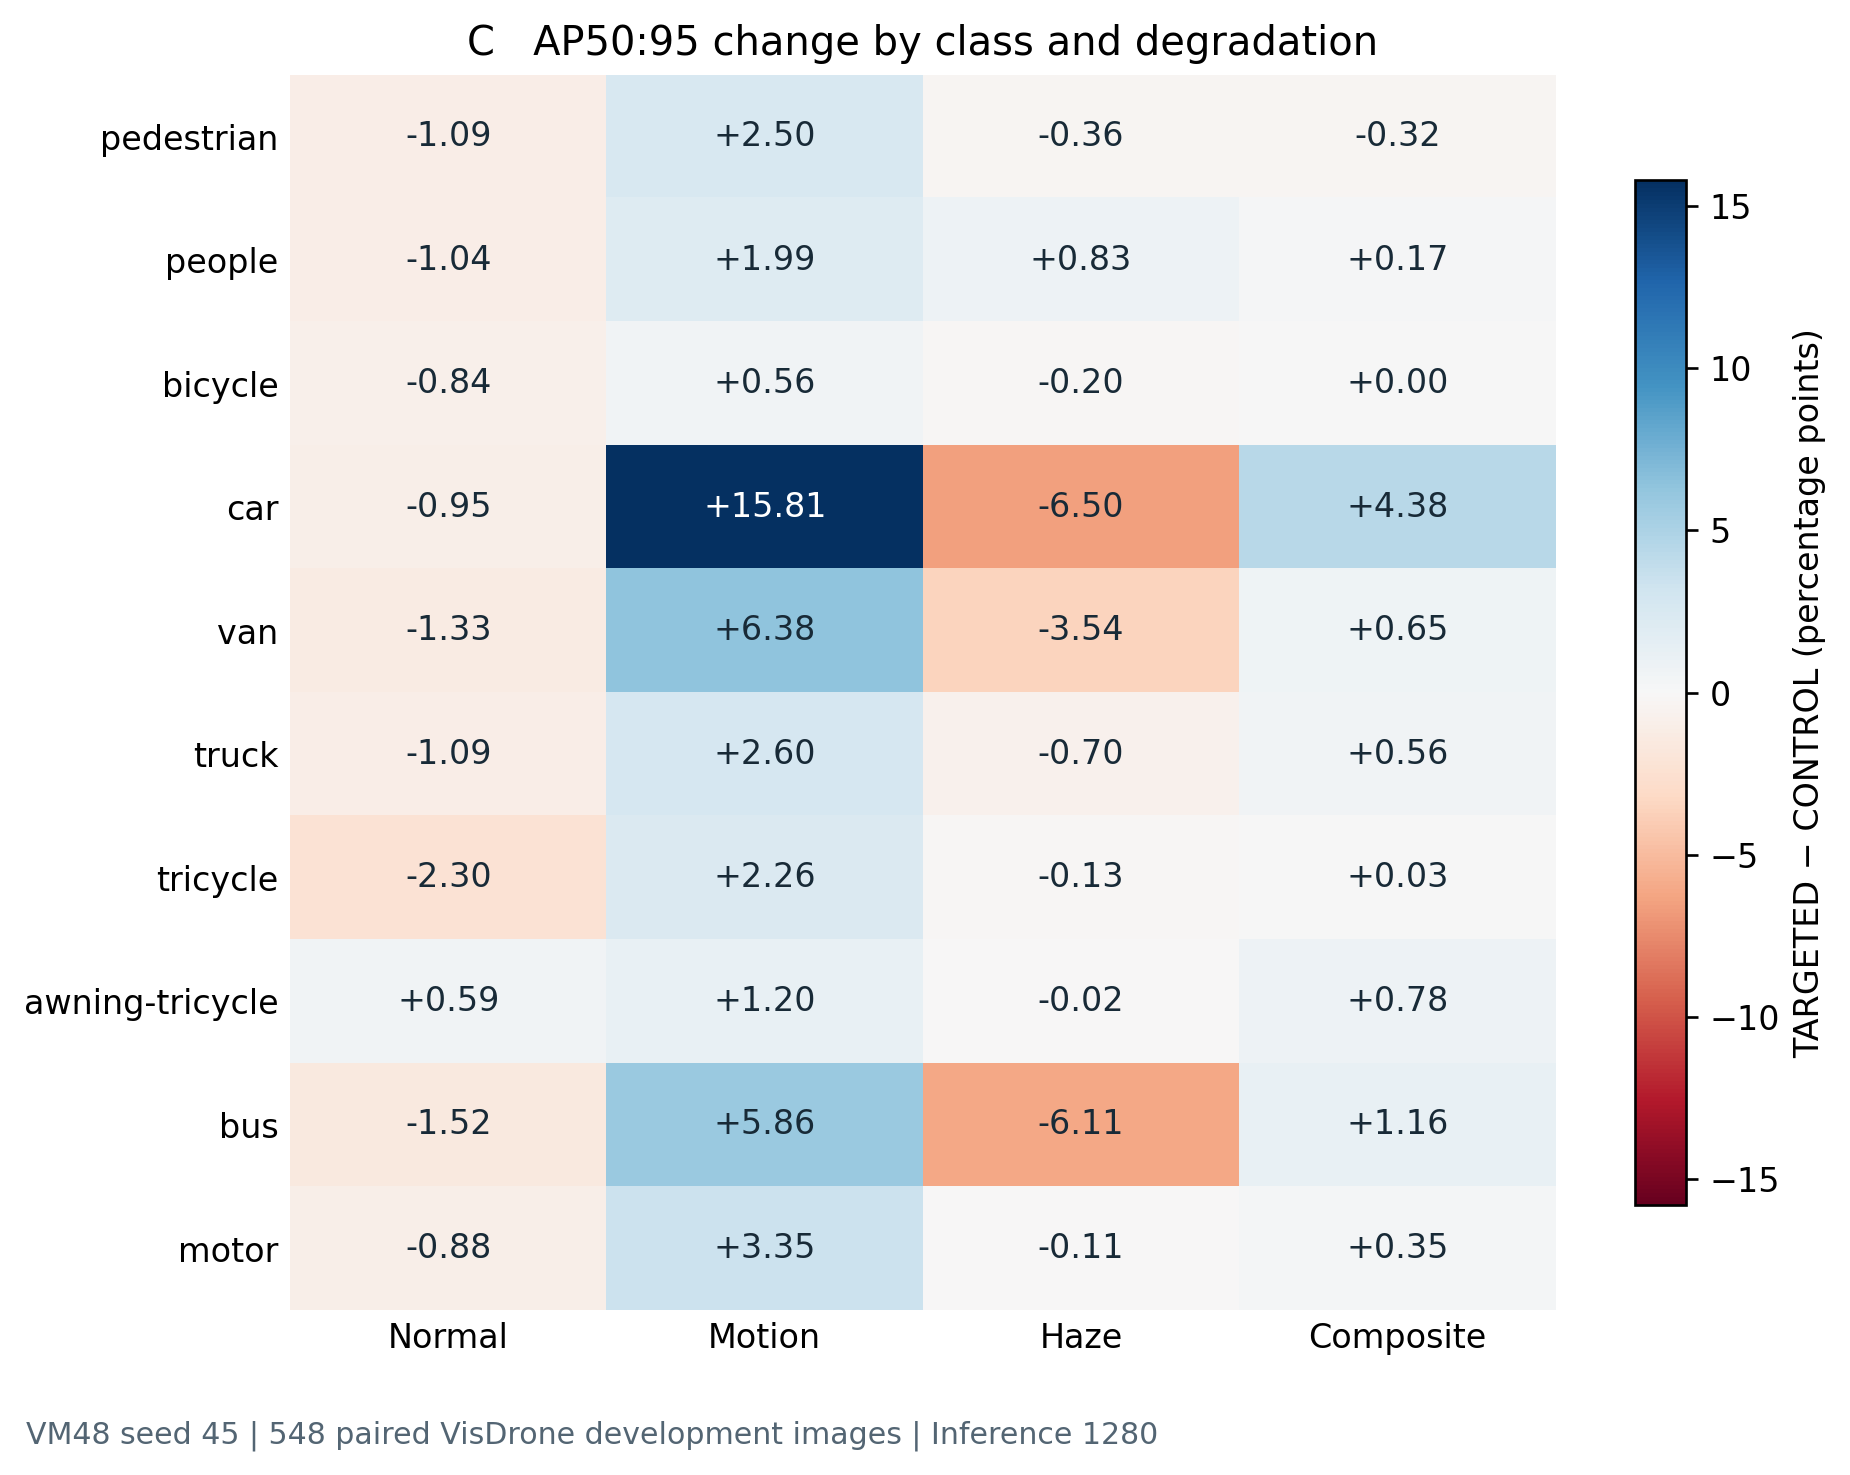 C   AP50:95 change by class and degradation
pedestrian -1.09 +2.50 -0.36 -0.32
people -1.04 +1.99 +0.83 +0.17
bicycle -0.84 +0.56 -0.20 +0.00
car -0.95 +15.81 -6.50 +4.38
van -1.33 +6.38 -3.54 +0.65
truck -1.09 +2.60 -0.70 +0.56
tricycle -2.30 +2.26 -0.13 +0.03
awning-tricycle +0.59 +1.20 -0.02 +0.78
bus -1.52 +5.86 -6.11 +1.16
motor -0.88 +3.35 -0.11 +0.35
Normal Motion Haze Composite
15
10
5
0
−5
−10
−15
TARGETED − CONTROL (percentage points)
VM48 seed 45 | 548 paired VisDrone development images | Inference 1280